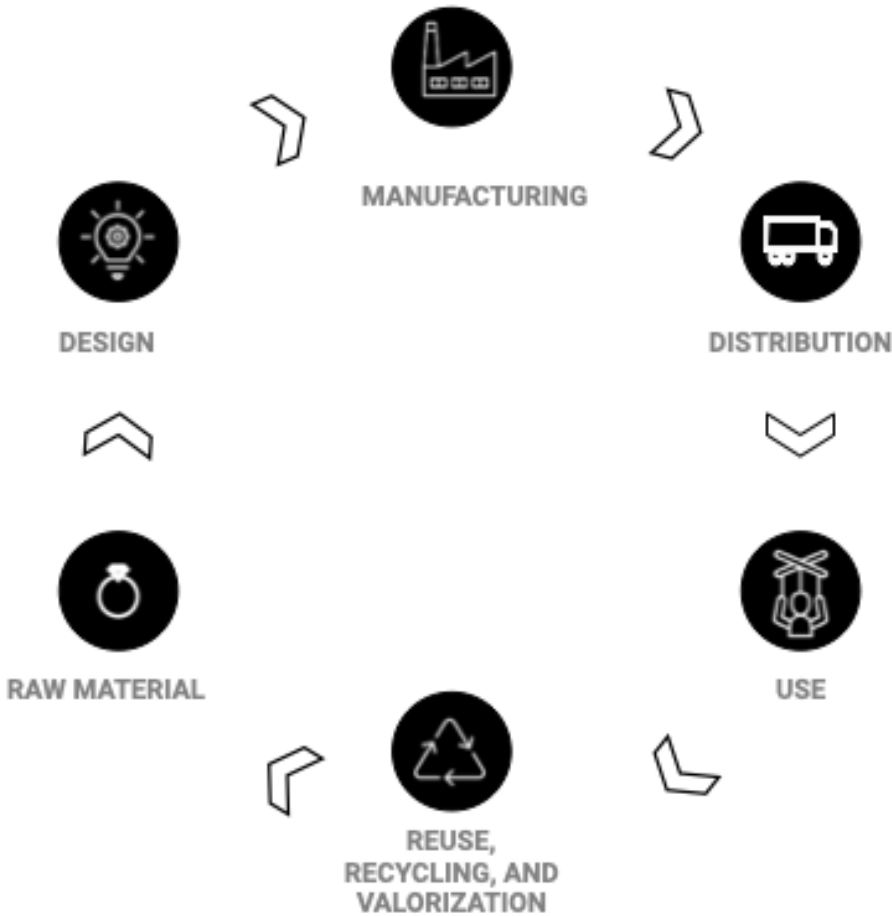 MANUFACTURING
DESIGN
DISTRIBUTION
RAW MATERIAL
USE
REUSE,
RECYCLING, AND
VALORIZATION